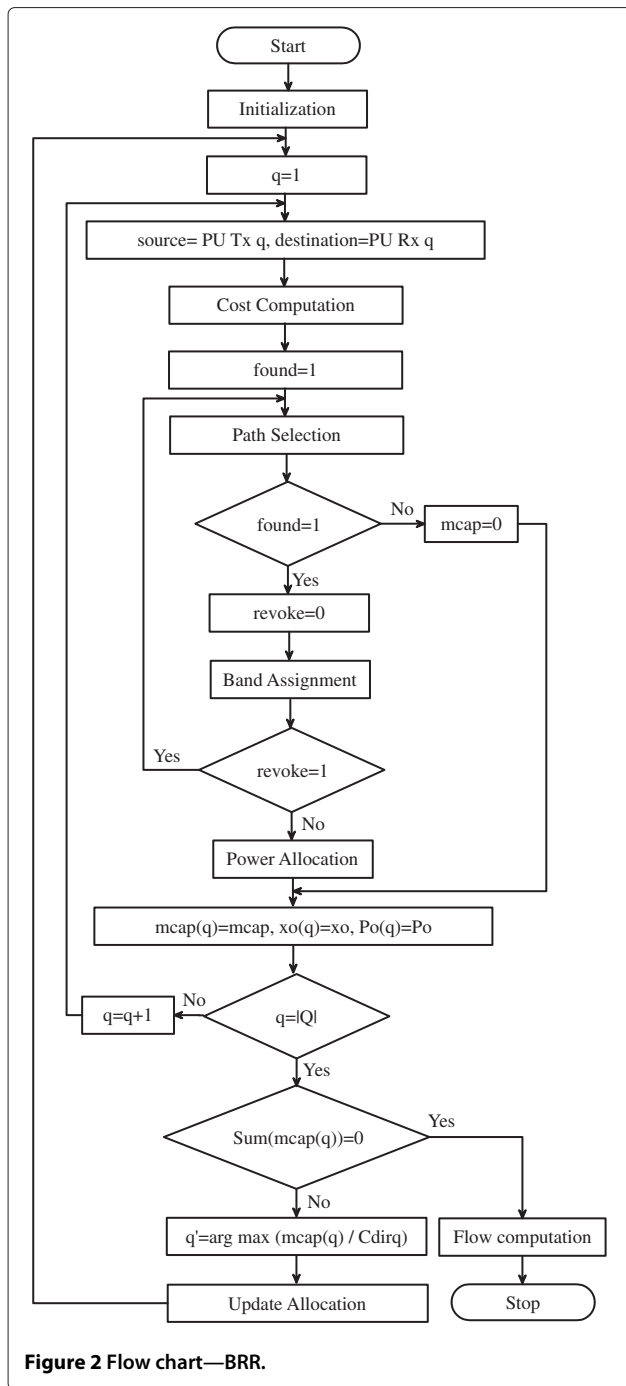 Start
Initialization
q=1
source= PU Tx q, destination=PU Rx q
Cost Computation
found=1
Path Selection
found=1
No
mcap=0
Yes
revoke=0
Band Assignment
Yes
revoke=1
No
Power Allocation
mcap(q)=mcap, xo(q)=xo, Po(q)=Po
q=q+1
No
q=|Q|
Yes
Sum(mcap(q))=0
Yes
No
q'=arg max (mcap(q) / Cdirq)
Flow computation
Update Allocation
Stop
Figure 2 Flow chart—BRR.